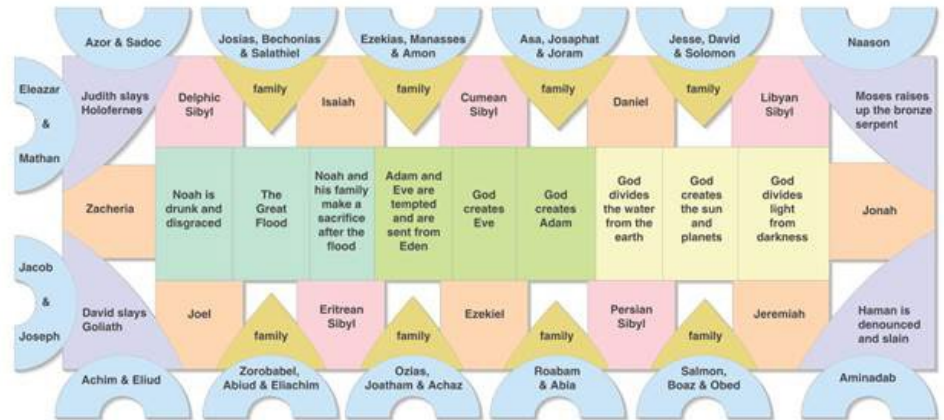 Azor & Sadoc
Josias, Bechonias
& Salathiel
Ezekias, Manasses
& Amon
Asa, Josaphat
& Joram
Jesse, David
& Solomon
Naason
Eleazar
&
Mathan
Judith slays
Holofernes
Delphic
Sibyl
family
Isaiah
family
Cumean
Sibyl
family
Daniel
family
Libyan
Sibyl
Moses raises
up the bronze
serpent
Zacheria
Noah is
drunk and
disgraced
The
Great
Flood
Noah and
his family
make a
sacrifice
after the
flood
Adam and
Eve are
tempted
and are
sent from
Eden
God
creates
Eve
God
creates
Adam
God
divides
the water
from the
earth
God
creates
the sun
and
planets
God
divides
light
from
darkness
Jonah
Jacob
&
Joseph
David slays
Goliath
Joel
family
Eritrean
Sibyl
family
Ezekiel
family
Persian
Sibyl
family
Jeremiah
Haman is
denounced
and slain
Achim & Eliud
Zorobabel,
Abiud & Eliachim
Ozias,
Joatham & Achaz
Roabam
& Abia
Salmon,
Boaz & Obed
Aminadab